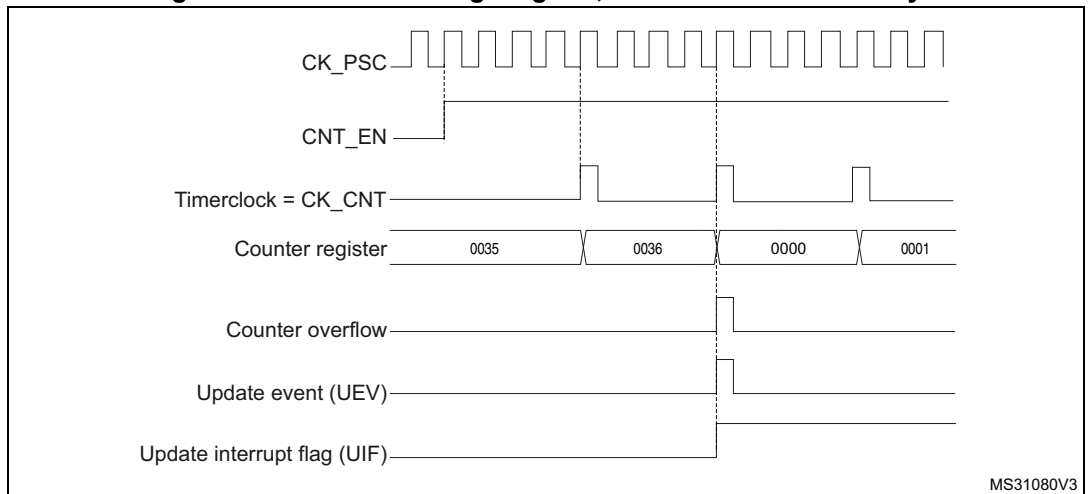 CK_PSC
CNT_EN
Timerclock = CK_CNT
Counter register 0035 0036 0000 0001
Counter overflow
Update event (UEV)
Update interrupt flag (UIF)
MS31080V3